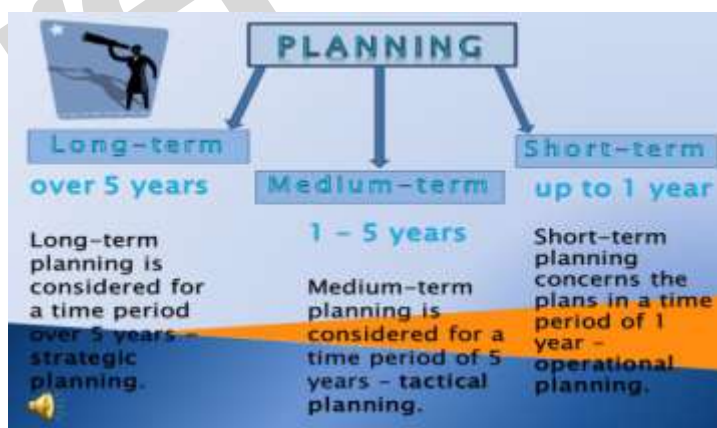 PLANNING
Long-term
over 5 years
Long-term
planning is
considered for
a time period
over 5 years –
strategic
planning.
Medium-term
1 – 5 years
Medium-term
planning is
considered for a
time period of 5
years – tactical
planning.
Short-term
up to 1 year
Short-term
planning
concerns the
plans in a time
period of 1
year –
operational
planning.